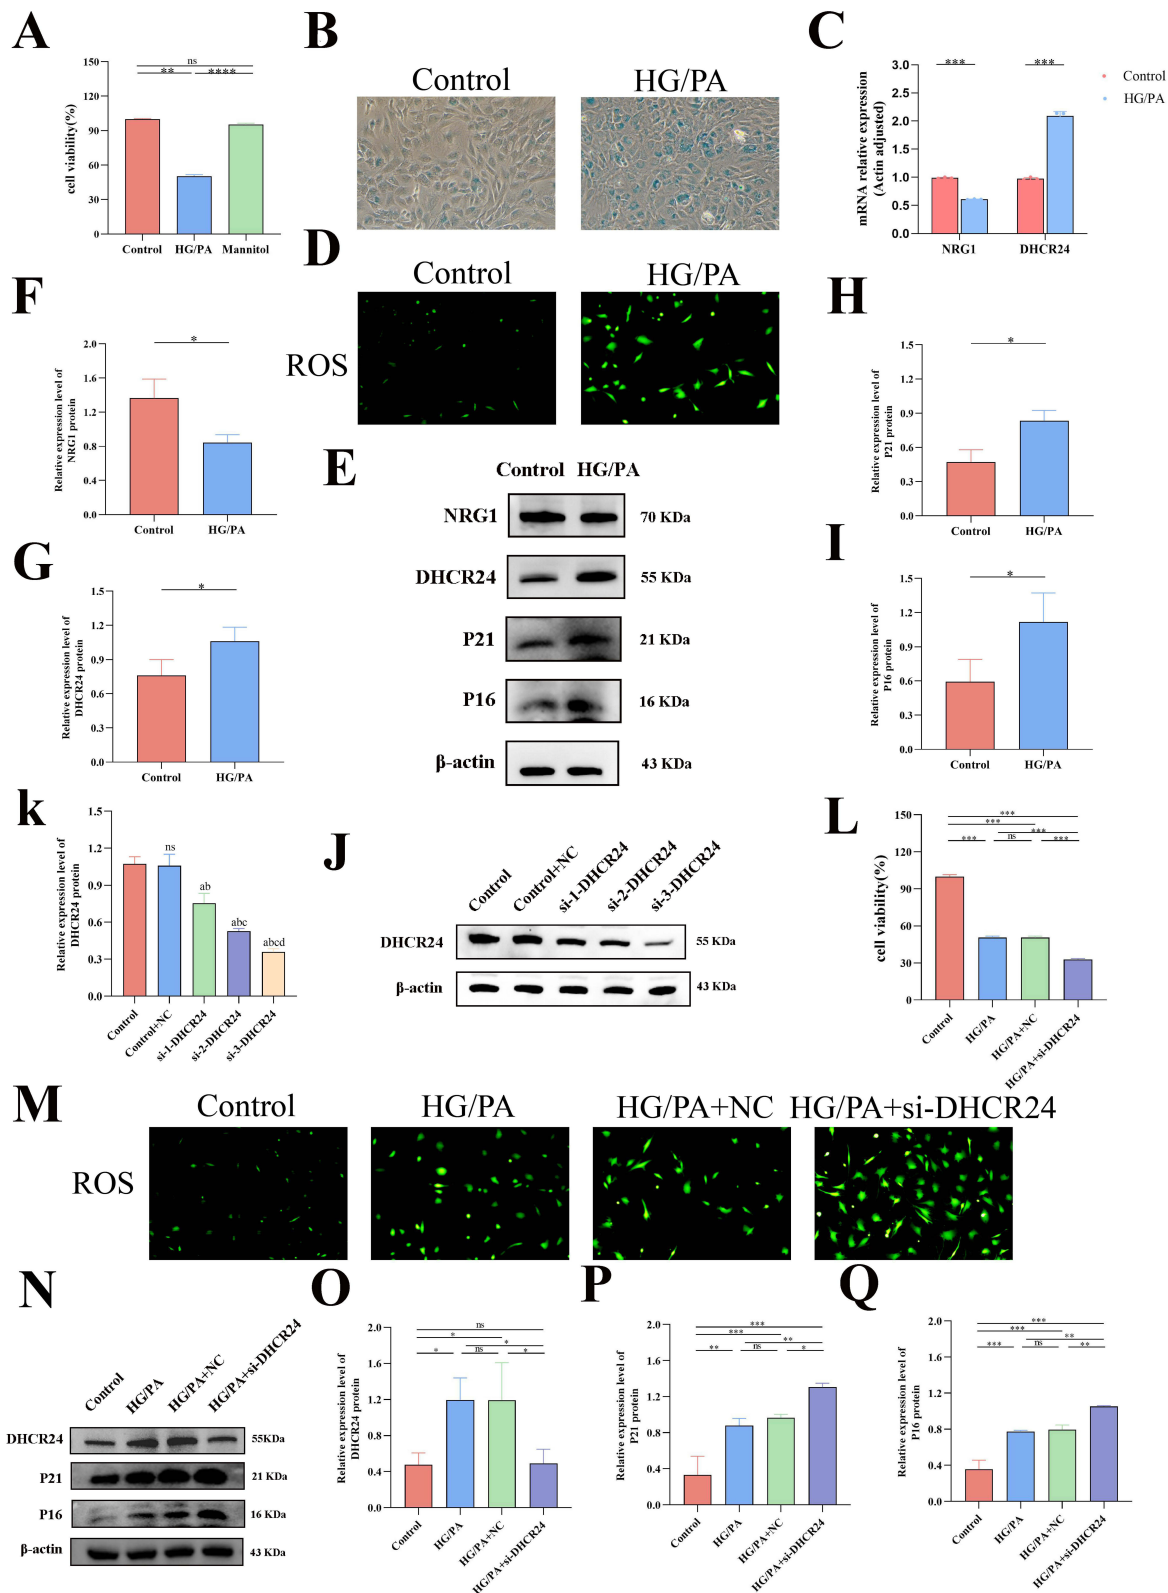 A
ns
**
****
cell viability(%)
150
120
90
60
30
0
Control
HG/PA
Mannitol
B
Control
HG/PA
C
***
***
mRNA relative expression
(Actin adjusted)
3.0
2.5
2.0
1.5
1.0
0.5
0.0
NRG1
DHCR24
Control
HG/PA
D
Control
HG/PA
ROS
F
*
Relative expression level of
NRG1 protein
2.0
1.6
1.2
0.8
0.4
0.0
Control
HG/PA
H
*
Relative expression level of
P21 protein
1.5
1.2
0.9
0.6
0.3
0.0
Control
HG/PA
E
Control
HG/PA
NRG1
70 KDa
DHCR24
55 KDa
P21
21 KDa
P16
16 KDa
β-actin
43 KDa
G
*
Relative expression level of
DHCR24 protein
1.5
1.2
0.9
0.6
0.3
0.0
Control
HG/PA
I
*
Relative expression level of
P16 protein
1.5
1.2
0.9
0.6
0.3
0.0
Control
HG/PA
k
Relative expression level of
DHCR24 protein
1.5
1.2
0.9
0.6
0.3
0.0
ns
ab
abc
abcd
Control
Control+NC
si-1-DHCR24
si-2-DHCR24
si-3-DHCR24
J
Control
Control+NC
si-1-DHCR24
si-2-DHCR24
si-3-DHCR24
DHCR24
55 KDa
β-actin
43 KDa
L
***
***
***
***
ns
***
cell viability(%)
150
120
90
60
30
0
Control
HG/PA
HG/PA+NC
HG/PA+si-DHCR24
M
Control
HG/PA
HG/PA+NC
HG/PA+si-DHCR24
ROS
N
Control
HG/PA
HG/PA+NC
HG/PA+si-DHCR24
DHCR24
55KDa
P21
21 KDa
P16
16 KDa
β-actin
43 KDa
O
ns
*
*
*
ns
*
Relative expression level of
DHCR24 protein
2.0
1.6
1.2
0.8
0.4
0.0
Control
HG/PA
HG/PA+NC
HG/PA+si-DHCR24
P
***
***
**
**
ns
*
Relative expression level of
P21 protein
2.0
1.6
1.2
0.8
0.4
0.0
Control
HG/PA
HG/PA+NC
HG/PA+si-DHCR24
Q
***
***
**
***
ns
**
Relative expression level of
P16 protein
2.0
1.6
1.2
0.8
0.4
0.0
Control
HG/PA
HG/PA+NC
HG/PA+si-DHCR24